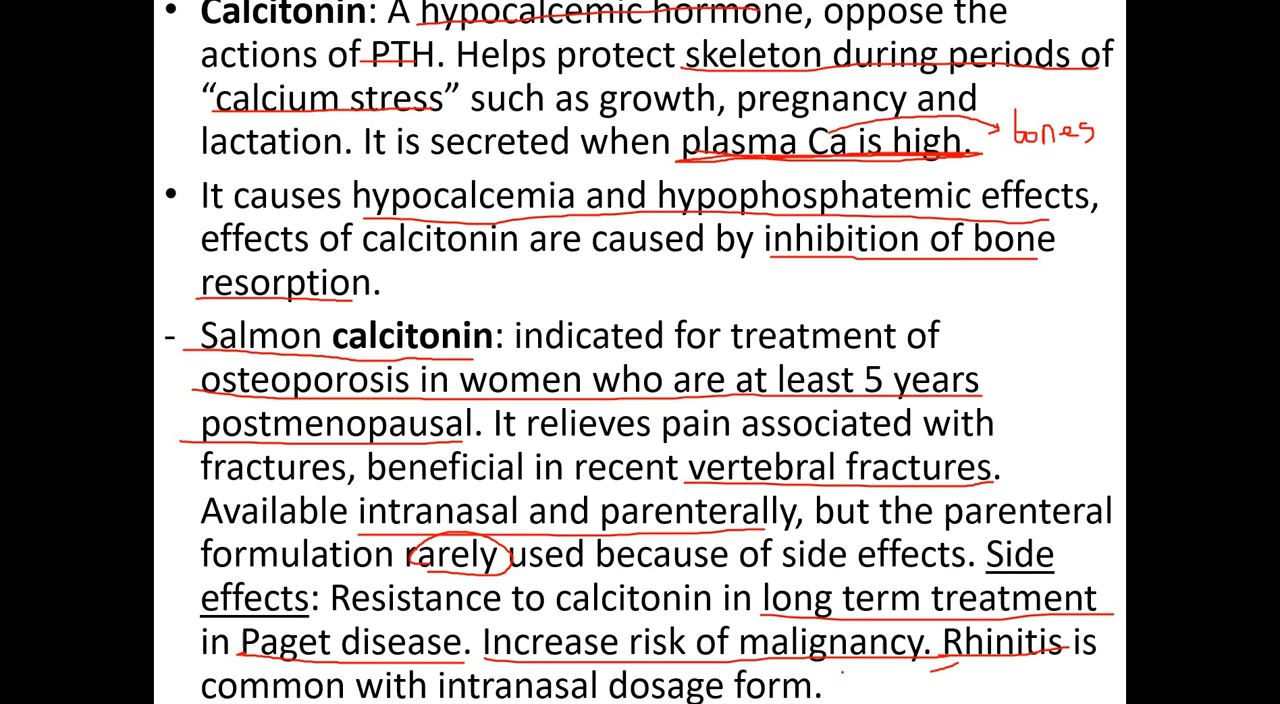 • Calcitonin: A hypocalcemic hormone, oppose the
actions of PTH. Helps protect skeleton during periods of
“calcium stress” such as growth, pregnancy and
lactation. It is secreted when plasma Ca is high. bones
• It causes hypocalcemia and hypophosphatemic effects,
effects of calcitonin are caused by inhibition of bone
resorption.
- Salmon calcitonin: indicated for treatment of
osteoporosis in women who are at least 5 years
postmenopausal. It relieves pain associated with
fractures, beneficial in recent vertebral fractures.
Available intranasal and parenterally, but the parenteral
formulation rarely used because of side effects. Side
effects: Resistance to calcitonin in long term treatment
in Paget disease. Increase risk of malignancy. Rhinitis is
common with intranasal dosage form.